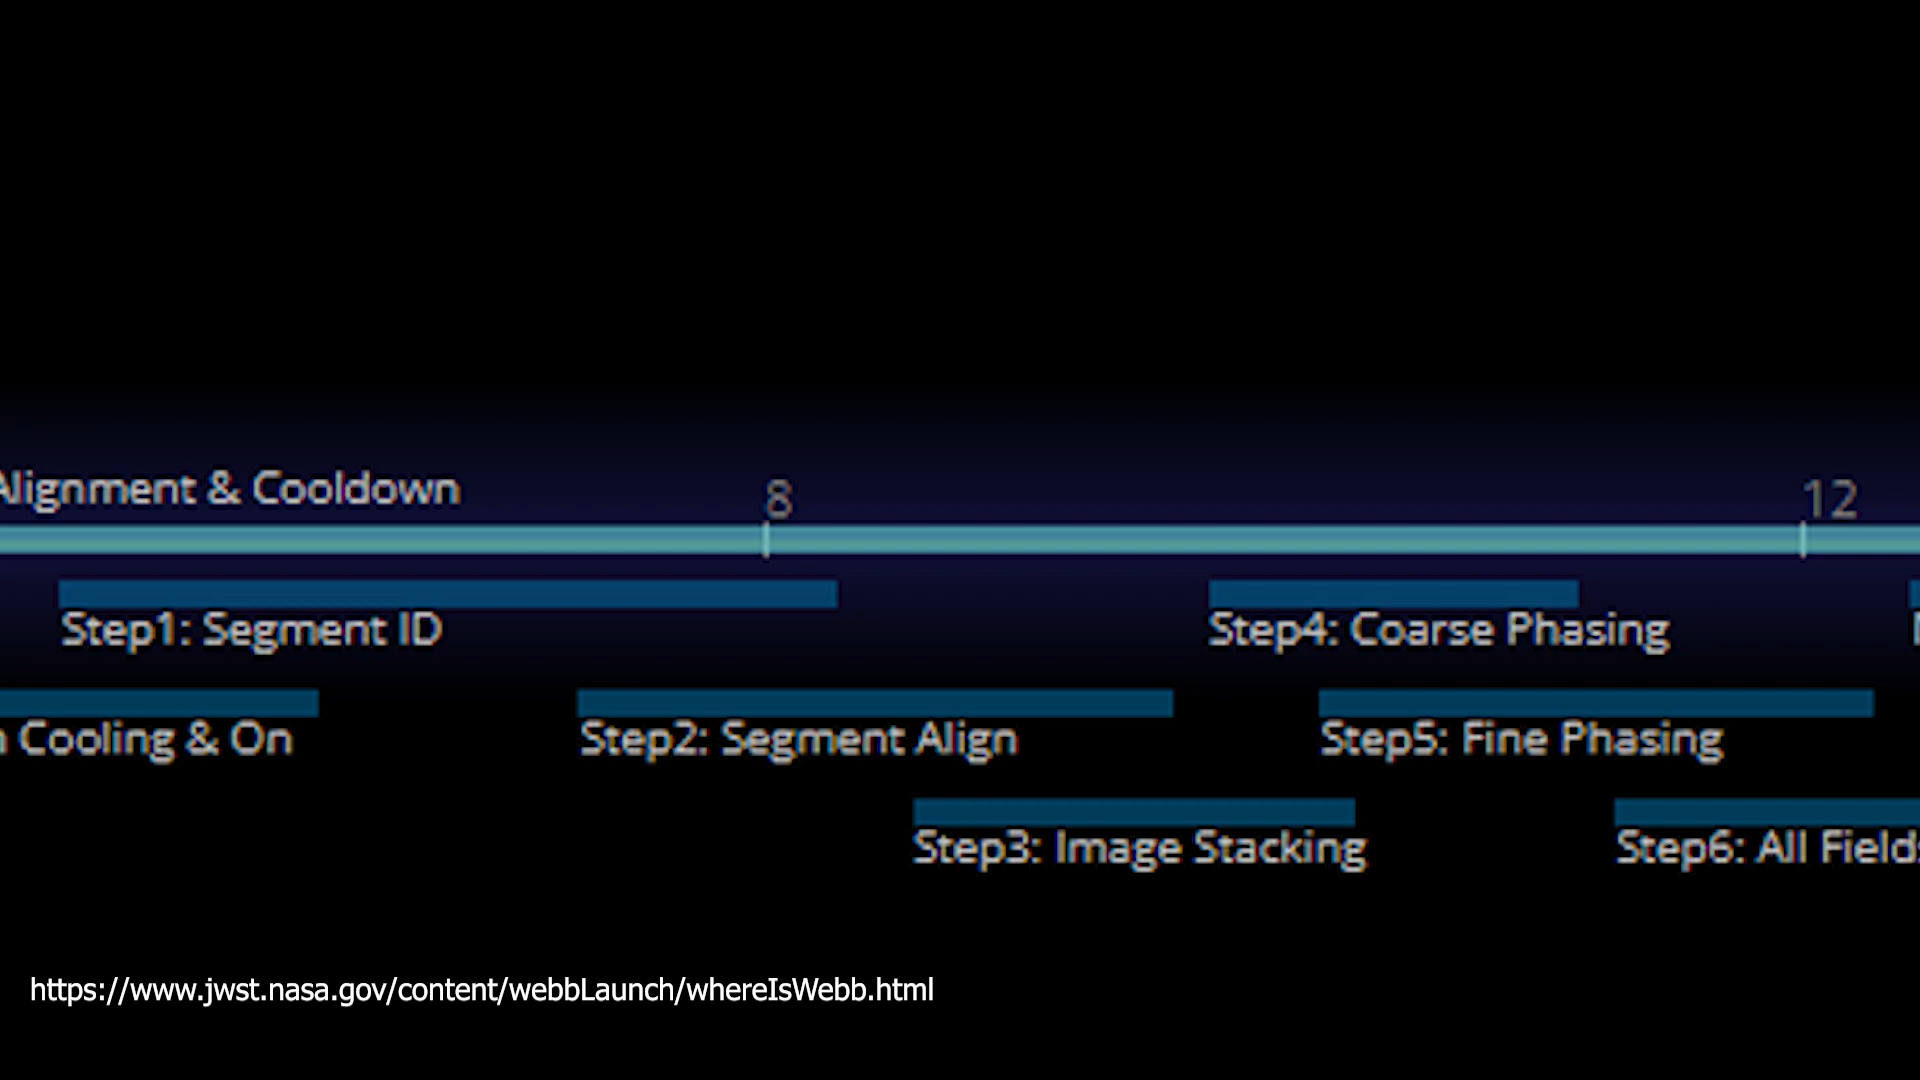 Alignment & Cooldown
8
12
Step1: Segment ID
Step4: Coarse Phasing
Cooling & On
Step2: Segment Align
Step5: Fine Phasing
Step3: Image Stacking
Step6: All Fields
https://www.jwst.nasa.gov/content/webbLaunch/whereIsWebb.html